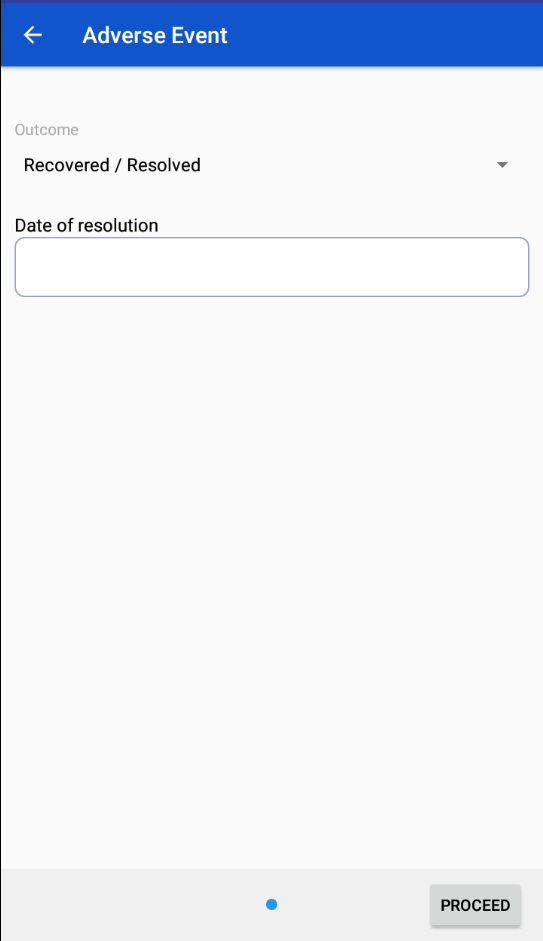 Adverse Event
Outcome
Recovered / Resolved
Date of resolution
PROCEED